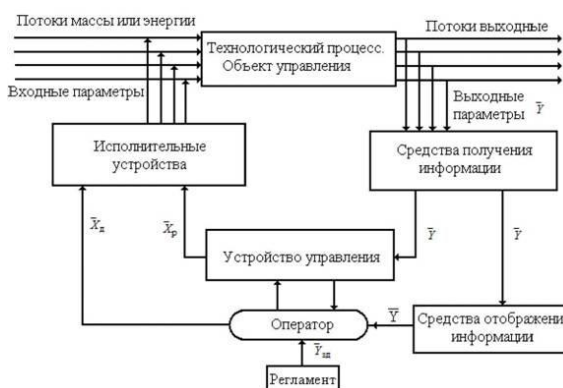 Потоки массы или энергии
Потоки выходные
Технологический процесс.
Объект управления
Входные параметры
Выходные
параметры Y̅
Исполнительные
устройства
Средства получения
информации
X̅д
X̅р
Y̅
Y̅
Устройство управления
Оператор
Y̅
Средства отображени
информации
Y̅зд
Регламент